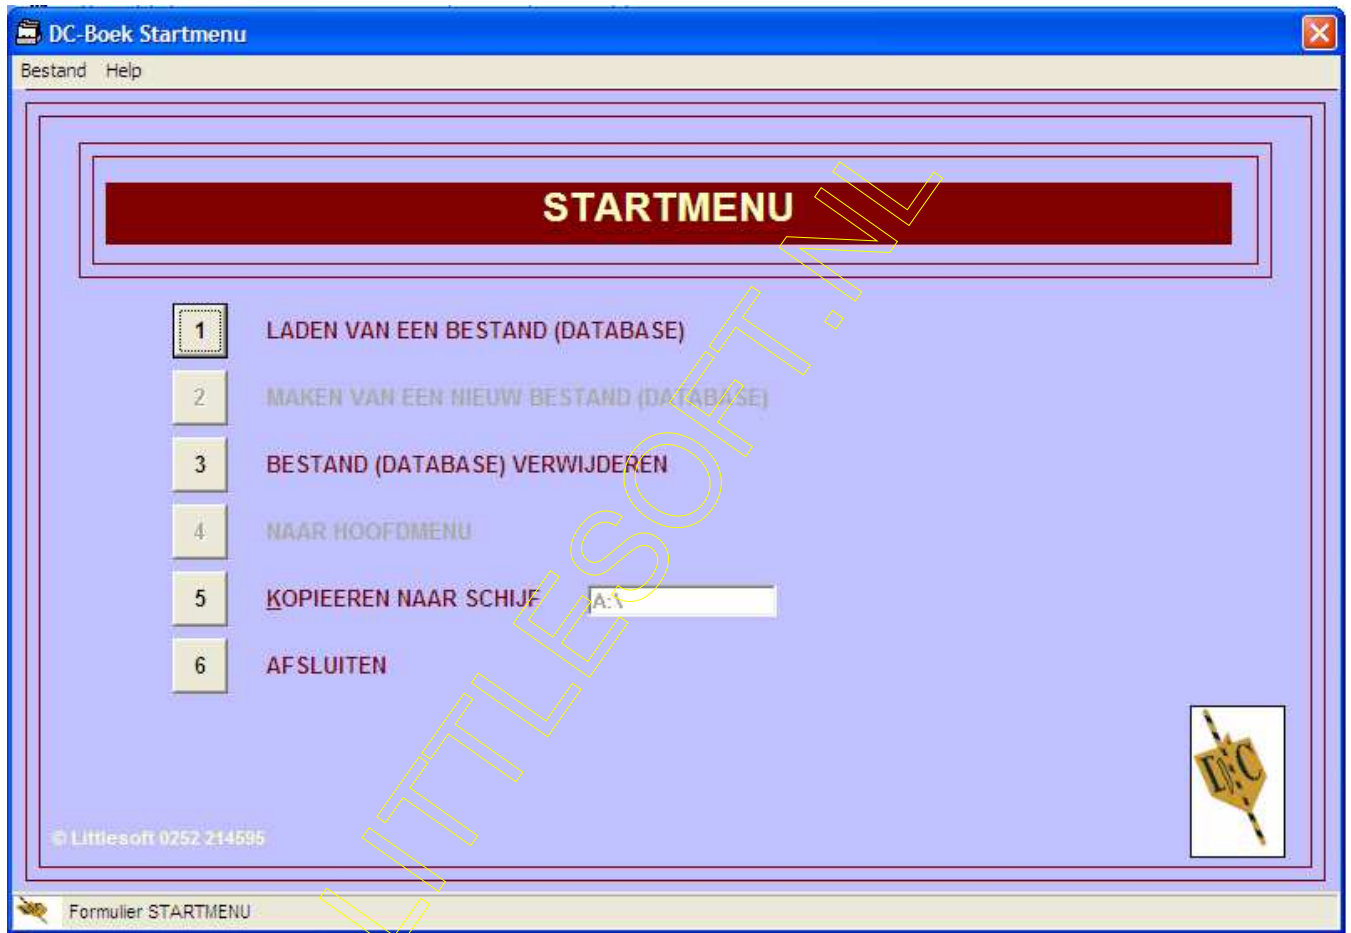 DC-Boek Startmenu
Bestand Help
STARTMENU
1 LADEN VAN EEN BESTAND (DATABASE)
2 MAKEN VAN EEN NIEUW BESTAND (DATABASE)
3 BESTAND (DATABASE) VERWIJDEREN
4 NAAR HOOFDMENU
5 KOPIEEREN NAAR SCHIJF A:\
6 AFSLUITEN
D:C
© Littlesoft 0252 214595
Formulier STARTMENU
LITTLESOFT.NL